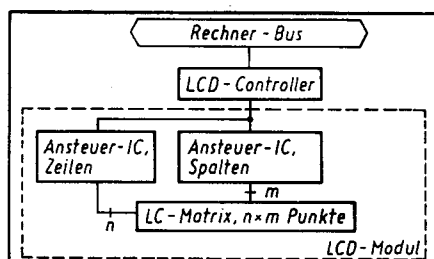 Rechner-Bus
LCD-Controller
Ansteuer-IC,
Zeilen
Ansteuer-IC,
Spalten
n
m
LC-Matrix, n×m Punkte
LCD-Modul